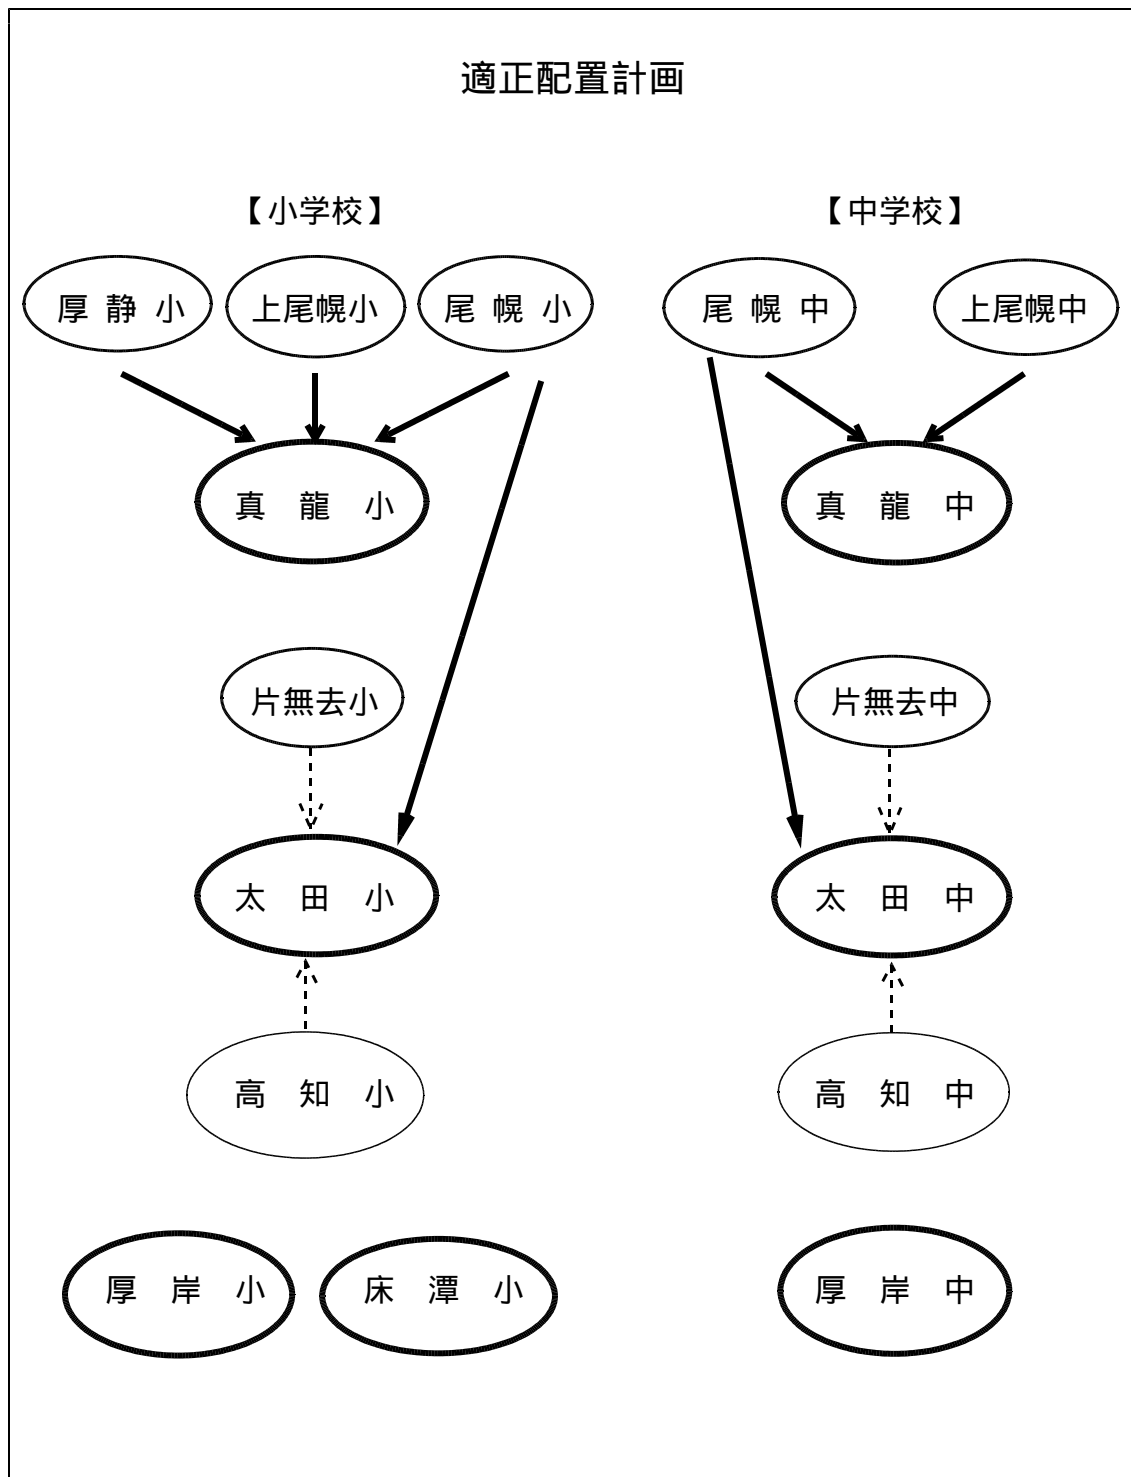 適正配置計画
【小学校】
【中学校】
厚静小
上尾幌小
尾幌小
尾幌中
上尾幌中
真龍小
真龍中
片無去小
片無去中
太田小
太田中
高知小
高知中
厚岸小
床潭小
厚岸中